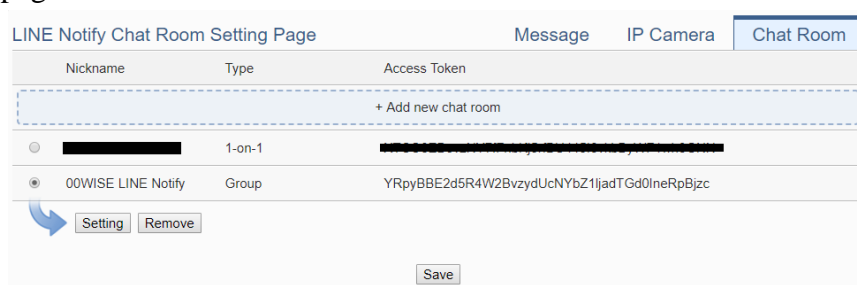 LINE Notify Chat Room Setting Page Message IP Camera Chat Room
Nickname Type Access Token
+ Add new chat room
1-on-1
00WISE LINE Notify Group YRpyBBE2d5R4W2BvzydUcNYbZ1ljadTGd0IneRpBjzc
Setting Remove
Save